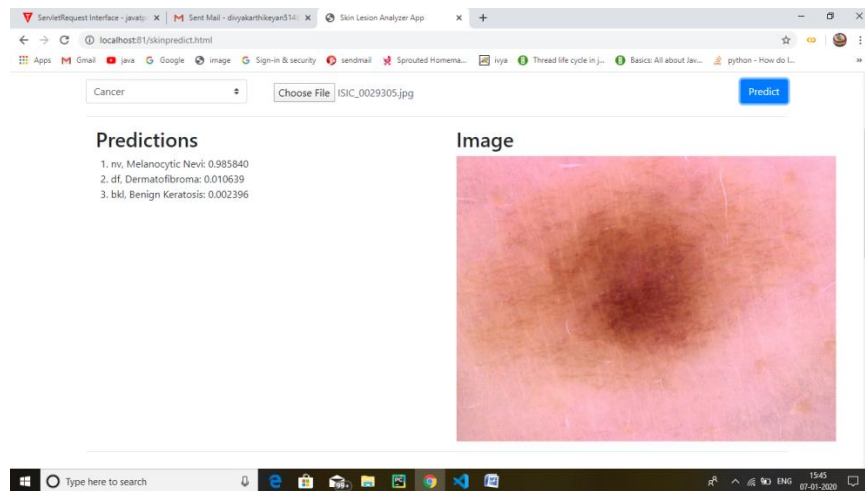 ServletRequest Interface - javatp
Sent Mail - divyakarthikeyan514
Skin Lesion Analyzer App
localhost:81/skinpredict.html
Apps Gmail java Google image Sign-in & security sendmail Sprouted Homema... ivya Thread life cycle in j... Basics: All about Jav... python - How do I... »
Cancer Choose File ISIC_0029305.jpg Predict
Predictions
Image
1. nv, Melanocytic Nevi: 0.985840
2. df, Dermatofibroma: 0.010639
3. bkl, Benign Keratosis: 0.002396
Type here to search 99+ PC ENG 15:45
07-01-2020